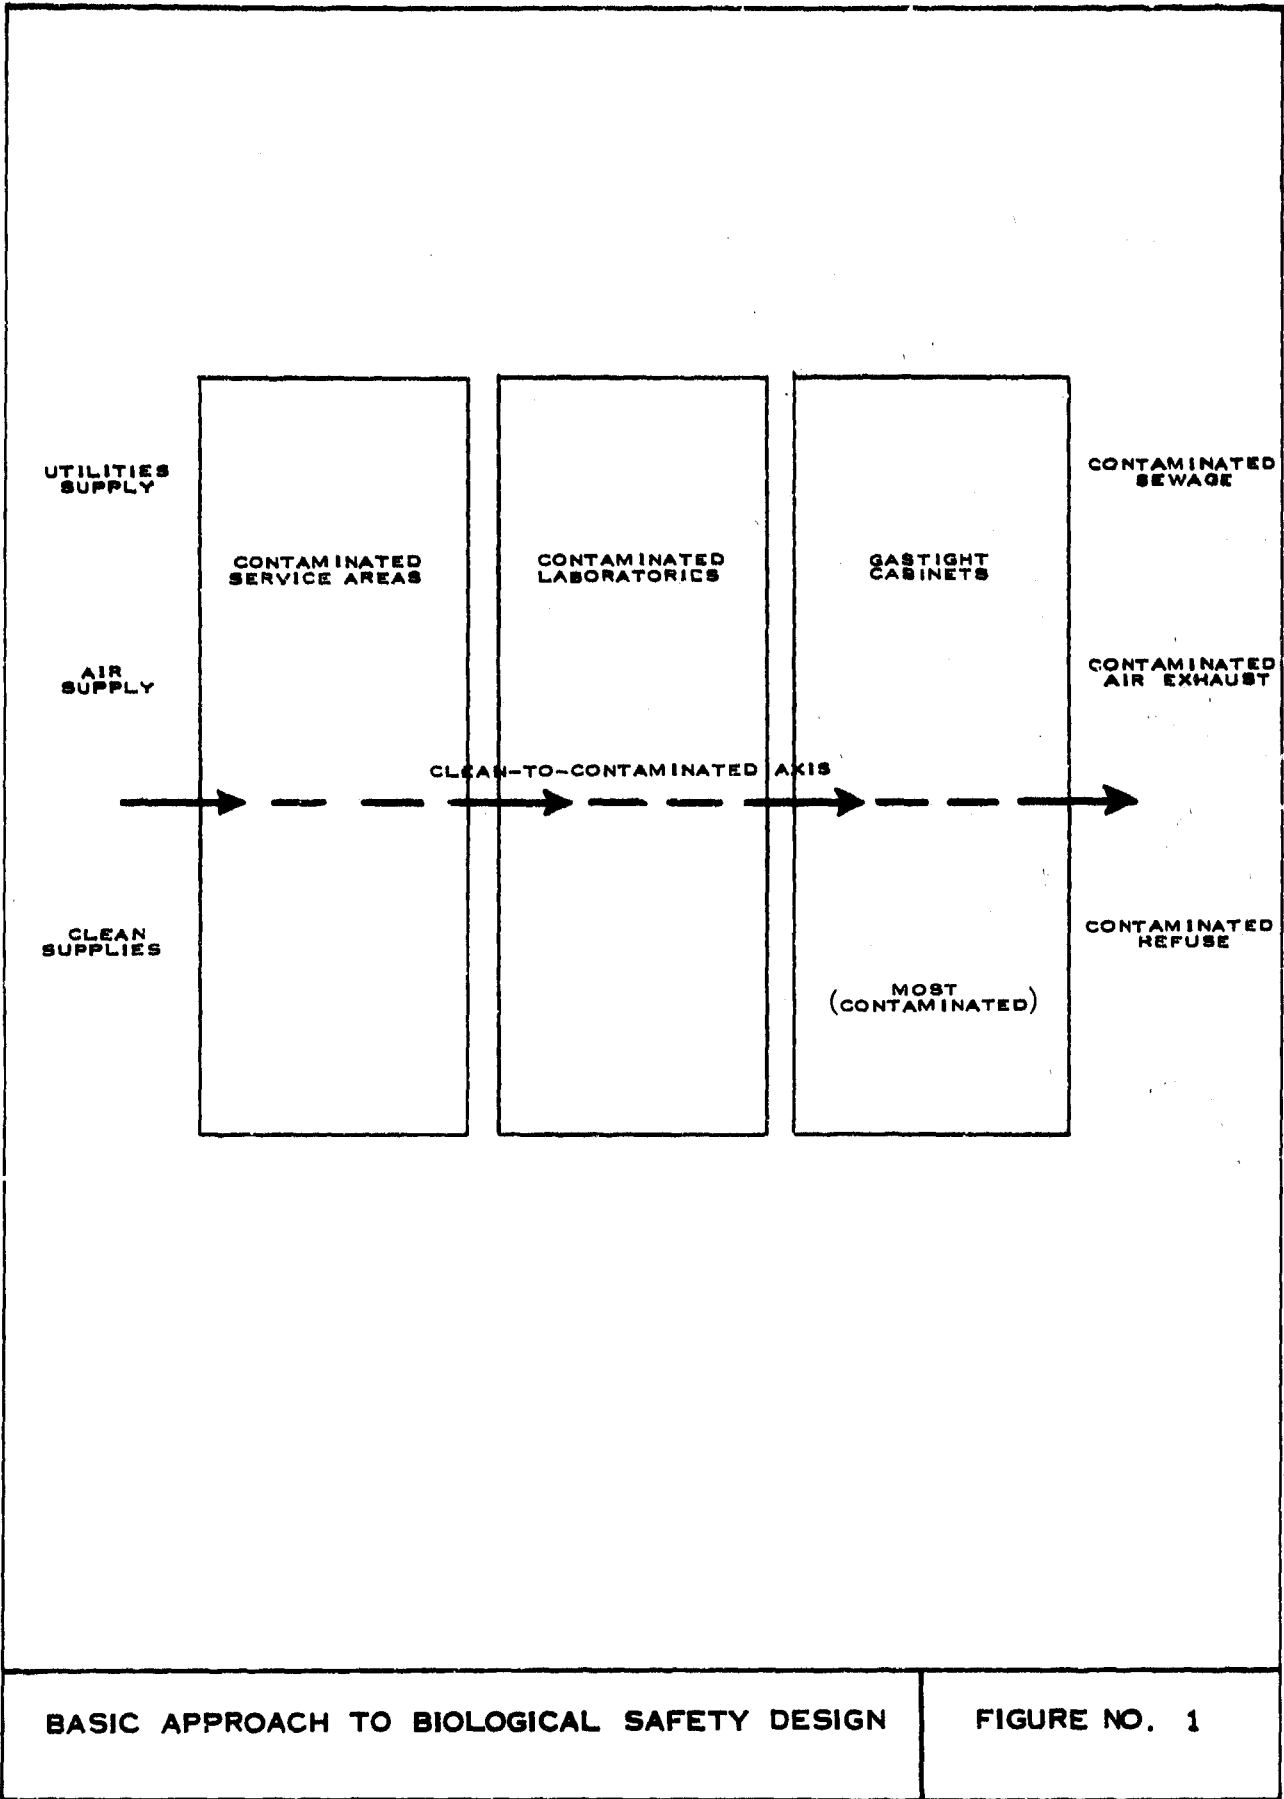 UTILITIES
SUPPLY
AIR
SUPPLY
CLEAN
SUPPLIES
CONTAMINATED
SERVICE AREAS
CONTAMINATED
LABORATORICS
GASTIGHT
CABINETS
CLEAN-TO-CONTAMINATED AXIS
MOST
(CONTAMINATED)
CONTAMINATED
SEWAGE
CONTAMINATED
AIR EXHAUST
CONTAMINATED
REFUSE
BASIC APPROACH TO BIOLOGICAL SAFETY DESIGN
FIGURE NO. 1